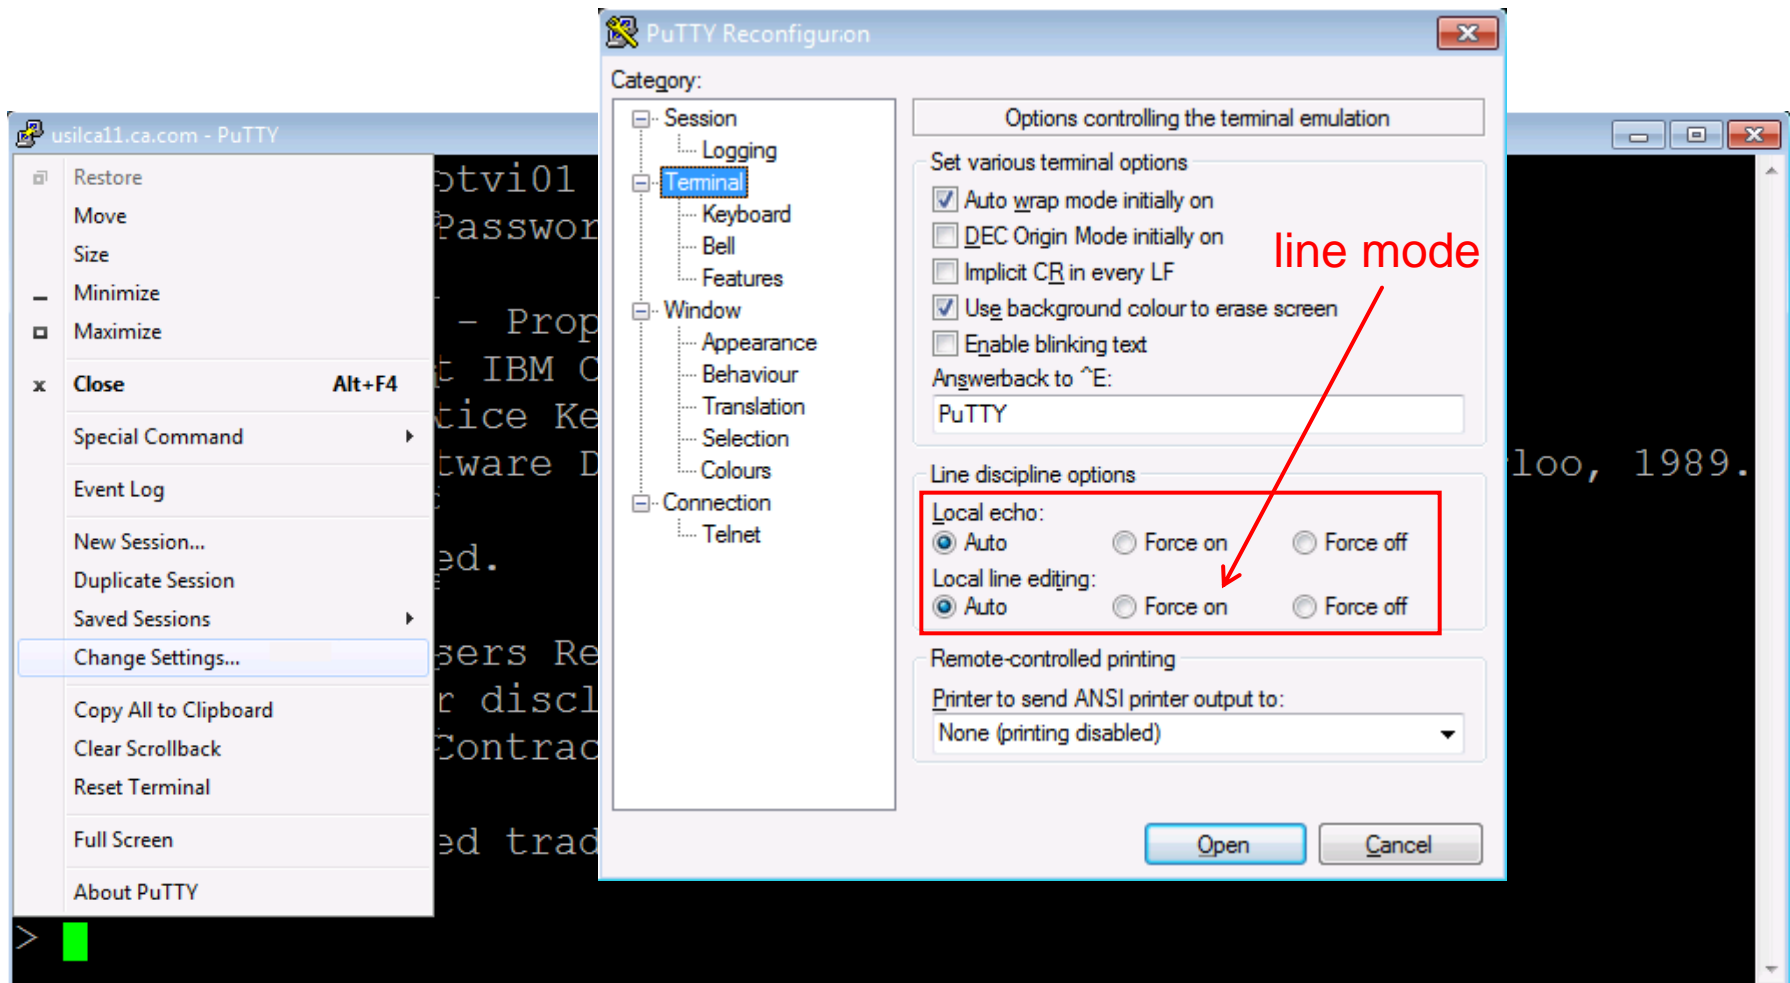 PuTTY Reconfigur.on
Category:
Session
Logging
Terminal
Keyboard
Bell
Features
Window
Appearance
Behaviour
Translation
Selection
Colours
Connection
Telnet
Options controlling the terminal emulation
Set various terminal options
Auto wrap mode initially on
DEC Origin Mode initially on
Implicit CR in every LF
Use background colour to erase screen
Enable blinking text
Answerback to ^E:
PuTTY
line mode
Line discipline options
Local echo:
Auto Force on Force off
Local line editing:
Auto Force on Force off
Remote-controlled printing
Printer to send ANSI printer output to:
None (printing disabled)
Open Cancel
usilca11.ca.com - PuTTY
Restore
Move
Size
Minimize
Maximize
x Close Alt+F4
Special Command
Event Log
New Session...
Duplicate Session
Saved Sessions
Change Settings...
Copy All to Clipboard
Clear Scrollback
Reset Terminal
Full Screen
About PuTTY
otvi01
Passwor
- Prop
t IBM C
tice Ke
tware D loo, 1989.
ed.
sers Re
r discl
Contrac
ed trad
>